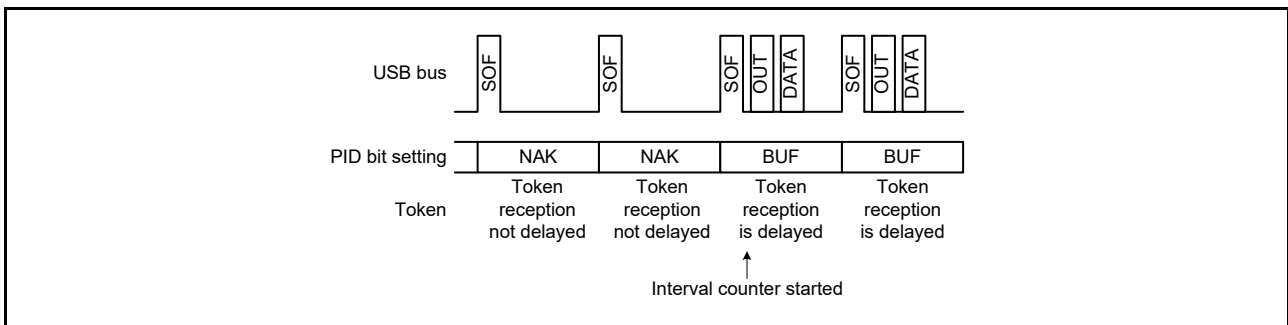 USB bus
SOF
SOF
SOF
OUT
DATA
SOF
OUT
DATA
PID bit setting
NAK
NAK
BUF
BUF
Token
Token
reception
not delayed
Token
reception
not delayed
Token
reception
is delayed
Token
reception
is delayed
Interval counter started